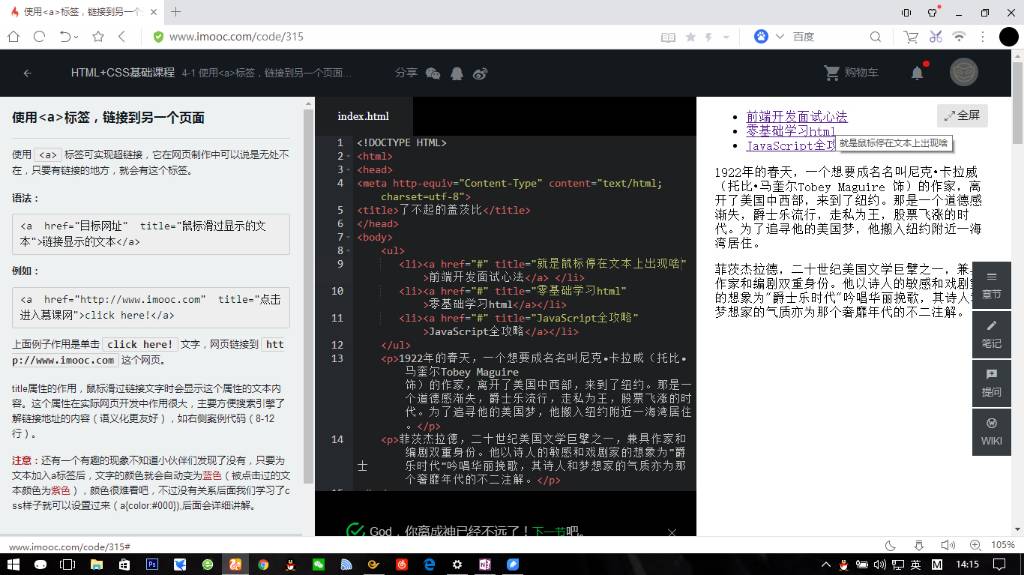 使用<a>标签，链接到另一个页
www.imooc.com/code/315
百度
HTML+CSS基础课程
4-1 使用<a>标签，链接到另一个页面...
分享
购物车
使用<a>标签，链接到另一个页面
使用 <a> 标签可实现超链接，它在网页制作中可以说是无处不
在，只要有链接的地方，就会有这个标签。
语法：
<a  href="目标网址"  title="鼠标滑过显示的文
本">链接显示的文本</a>
例如：
<a  href="http://www.imooc.com"  title="点击
进入慕课网">click here!</a>
上面例子作用是单击 click here! 文字，网页链接到 htt
p://www.imooc.com 这个网页。
title属性的作用，鼠标滑过链接文字时会显示这个属性的文本内
容。这个属性在实际网页开发中作用很大，主要方便搜索引擎了
解链接地址的内容（语义化更友好），如右侧案例代码（8-12
行）。
注意：还有一个有趣的现象不知道小伙伴们发现了没有，只要为
文本加入a标签后，文字的颜色就会自动变为蓝色（被点击过的文
本颜色为紫色），颜色很难看吧，不过没有关系后面我们学习了c
ss样子就可以设置过来（a{color:#000}),后面会详细讲解。
index.html
1 <!DOCTYPE HTML>
2 <html>
3 <head>
4 <meta http-equiv="Content-Type" content="text/html;
charset=utf-8">
5 <title>了不起的盖茨比</title>
6 </head>
7 <body>
8 <ul>
9 <li><a href="#" title="就是鼠标停在文本上出现啥"
>前端开发面试心法</a> </li>
10 <li><a href="#" title="零基础学习html"
>零基础学习html</a></li>
11 <li><a href="#" title="JavaScript全攻略"
>JavaScript全攻略</a></li>
12 </ul>
13 <p>1922年的春天，一个想要成名名叫尼克•卡拉威（托比•
马奎尔Tobey Maguire
饰）的作家，离开了美国中西部，来到了纽约。那是一
个道德感渐失，爵士乐流行，走私为王，股票飞涨的时
代。为了追寻他的美国梦，他搬入纽约附近一海湾居住
。</p>
14 <p>菲茨杰拉德，二十世纪美国文学巨擘之一，兼具作家和
编剧双重身份。他以诗人的敏感和戏剧家的想象为"爵
士 乐时代"吟唱华丽挽歌，其诗人和梦想家的气质亦为那
个奢靡年代的不二注解。</p>
God，你离成神已经不远了！下一节吧。
全屏
前端开发面试心法
零基础学习html
JavaScript全攻
就是鼠标停在文本上出现啥
1922年的春天，一个想要成名名叫尼克•卡拉威
（托比•马奎尔Tobey Maguire 饰）的作家，离
开了美国中西部，来到了纽约。那是一个道德感
渐失，爵士乐流行，走私为王，股票飞涨的时
代。为了追寻他的美国梦，他搬入纽约附近一海
湾居住。
菲茨杰拉德，二十世纪美国文学巨擘之一，兼
作家和编剧双重身份。他以诗人的敏感和戏剧
的想象为"爵士乐时代"吟唱华丽挽歌，其诗人
梦想家的气质亦为那个奢靡年代的不二注解。
章节
笔记
提问
WIKI
www.imooc.com/code/315#
105%
英
M
14:15